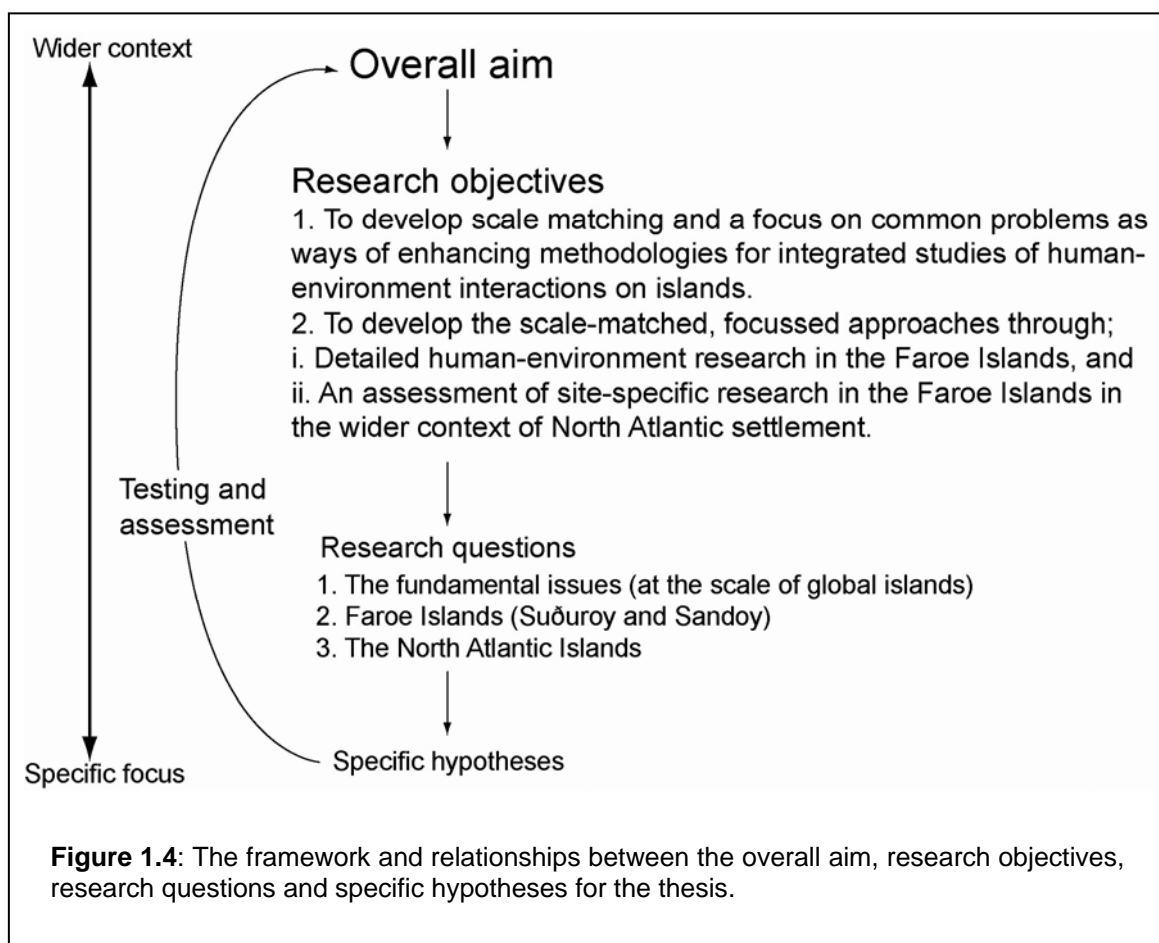 Wider context
Overall aim
Research objectives
1. To develop scale matching and a focus on common problems as
ways of enhancing methodologies for integrated studies of human-
environment interactions on islands.
2. To develop the scale-matched, focussed approaches through;
i. Detailed human-environment research in the Faroe Islands, and
ii. An assessment of site-specific research in the Faroe Islands in
the wider context of North Atlantic settlement.
Testing and
assessment
Research questions
1. The fundamental issues (at the scale of global islands)
2. Faroe Islands (Suðuroy and Sandoy)
3. The North Atlantic Islands
Specific hypotheses
Specific focus
Figure 1.4: The framework and relationships between the overall aim, research objectives,
research questions and specific hypotheses for the thesis.